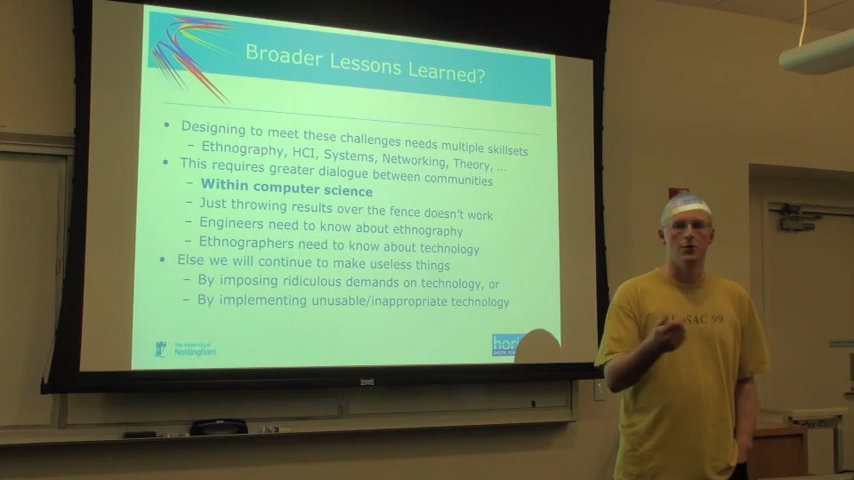 Broader Lessons Learned?
• Designing to meet these challenges needs multiple skillsets
– Ethnography, HCI, Systems, Networking, Theory, …
• This requires greater dialogue between communities
– Within computer science
– Just throwing results over the fence doesn't work
– Engineers need to know about ethnography
– Ethnographers need to know about technology
• Else we will continue to make useless things
– By imposing ridiculous demands on technology, or
– By implementing unusable/inappropriate technology
The University of
Nottingham
99